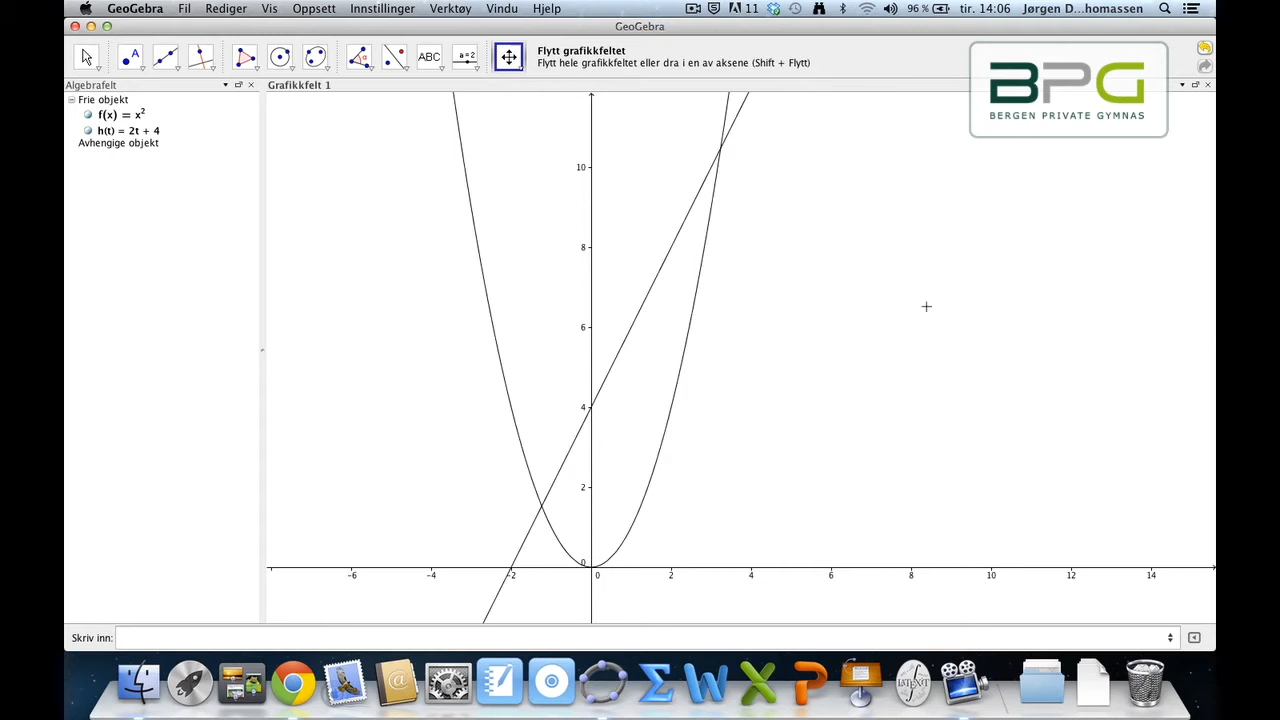 GeoGebra Fil Rediger Vis Oppsett Innstillinger Verktøy Vindu Hjelp 11 96 % tir. 14:06 Jørgen D...homassen
GeoGebra
A ABC a=2
Flytt grafikkfeltet
Flytt hele grafikkfeltet eller dra i en av aksene (Shift + Flytt)
BPG
BERGEN PRIVATE GYMNAS
Algebrafelt
Grafikkfelt 1
Frie objekt
f(x) = x²
h(t) = 2t + 4
Avhengige objekt
10
8
6
4
2
0
-6 -4 -2 0 2 4 6 8 10 12 14
Skriv inn: